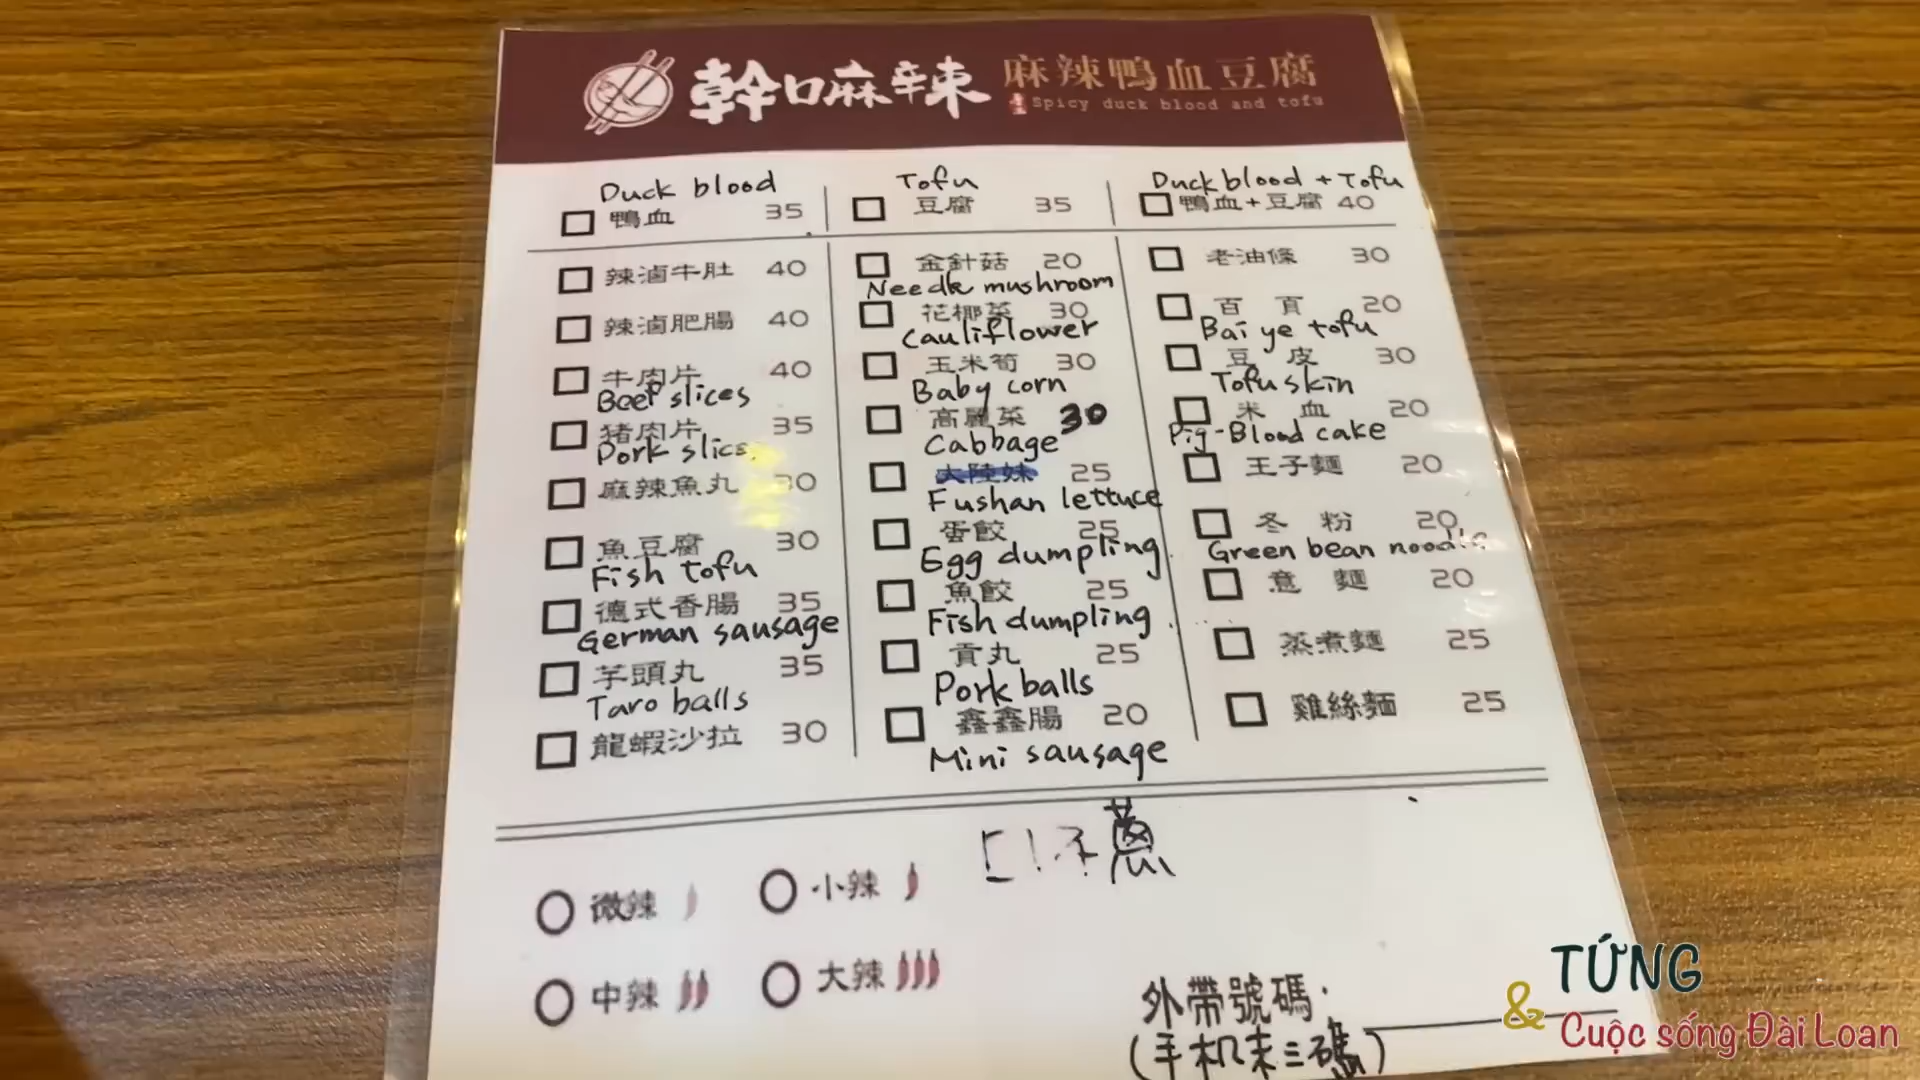 幹口麻辣 麻辣鴨血豆腐
Spicy duck blood and tofu
Duck blood
鴨血 35
Tofu
豆腐 35
Duck blood + Tofu
鴨血+豆腐 40
辣滷牛肚 40
辣滷肥腸 40
牛肉片 40
Beef slices
豬肉片 35
Pork slics
麻辣魚丸 30
魚豆腐 30
Fish tofu
德式香腸 35
German sausage
芋頭丸 35
Taro balls
龍蝦沙拉 30
金針菇 20
Needle mushroom
花椰菜 30
Cauliflower
玉米筍 30
Baby corn
高麗菜 30
Cabbage
大陸妹 25
Fushan lettuce
蛋餃 25
Egg dumpling
魚餃 25
Fish dumpling
貢丸 25
Pork balls
鑫鑫腸 20
Mini sausage
老油條 30
百頁 20
Bai ye tofu
豆皮 30
Tofu skin
米血 20
Pig-Blood cake
王子麵 20
冬粉 20
Green bean noodle
意麵 20
蒸煮麵 25
雞絲麵 25
不蔥
微辣
小辣
中辣
大辣
外帶號碼:
(手机末三碼)
TỨNG
& Cuộc sống Đài Loan